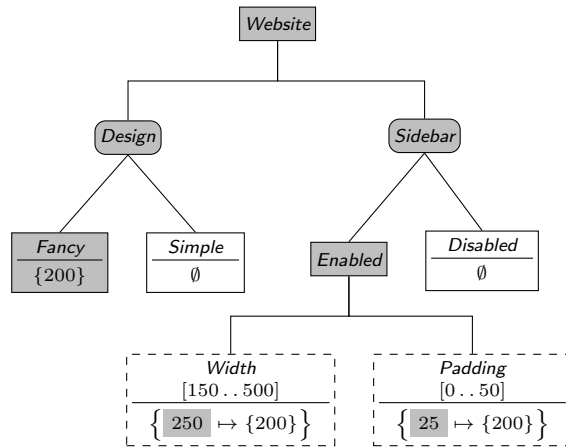 Website
Design
Sidebar
Fancy
{200}
Simple
∅
Enabled
Disabled
∅
Width
[150 . . 500]
{ 250 ↦ {200} }
Padding
[0 . . 50]
{ 25 ↦ {200} }